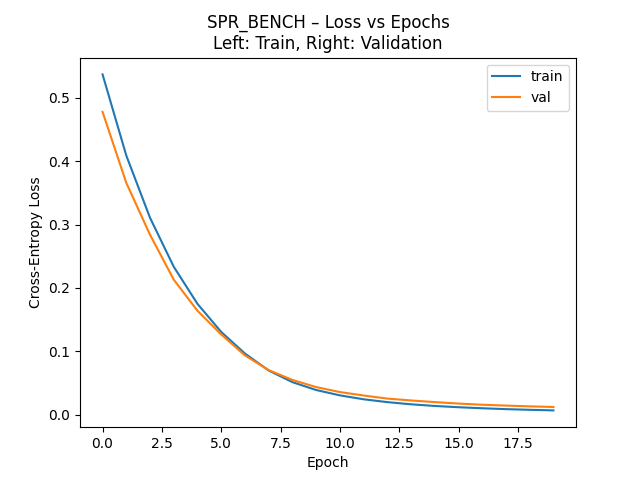 SPR_BENCH – Loss vs Epochs
Left: Train, Right: Validation
train
val
Cross-Entropy Loss
0.5
0.4
0.3
0.2
0.1
0.0
0.0 2.5 5.0 7.5 10.0 12.5 15.0 17.5
Epoch